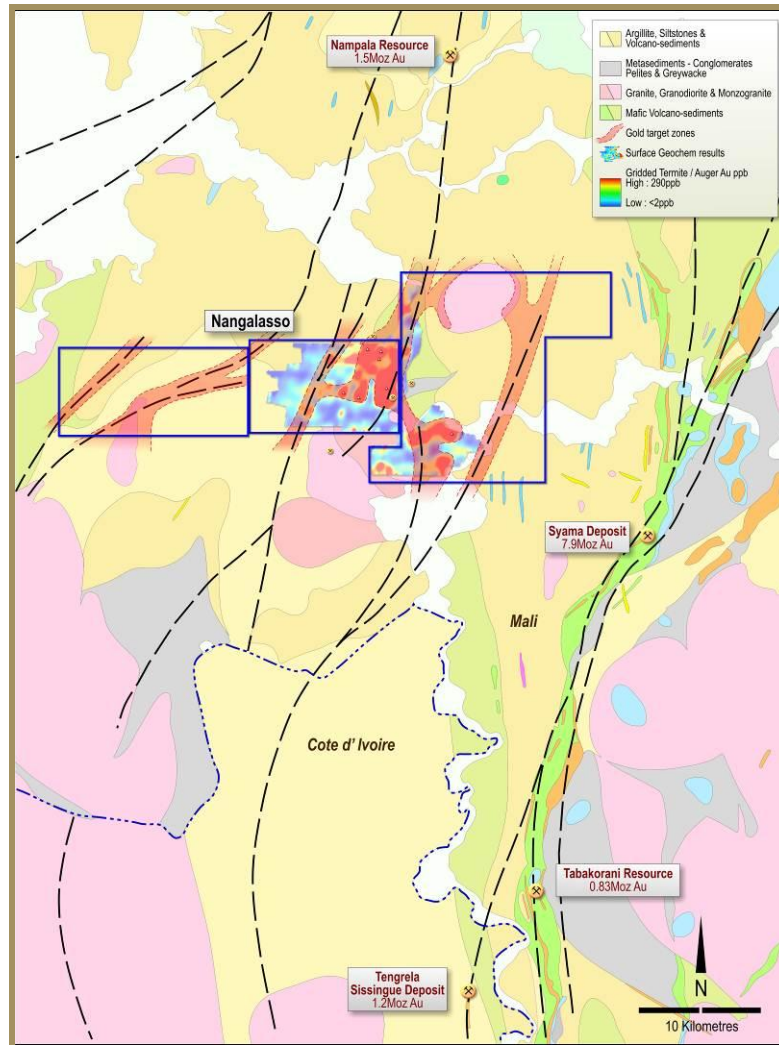 Nampala Resource
1.5Moz Au
Argillite, Siltstones &
Volcano-sediments
Metasediments - Conglomerates
Pelites & Greywacke
Granite, Granodiorite & Monzogranite
Mafic Volcano-sediments
Gold target zones
Surface Geochem results
Gridded Termite / Auger Au ppb
High : 290ppb
Low : <2ppb
Nangalasso
Syama Deposit
7.9Moz Au
Mali
Cote d' Ivoire
Tabakorani Resource
0.83Moz Au
Tengrela
Sissingue Deposit
1.2Moz Au
N
10 Kilometres